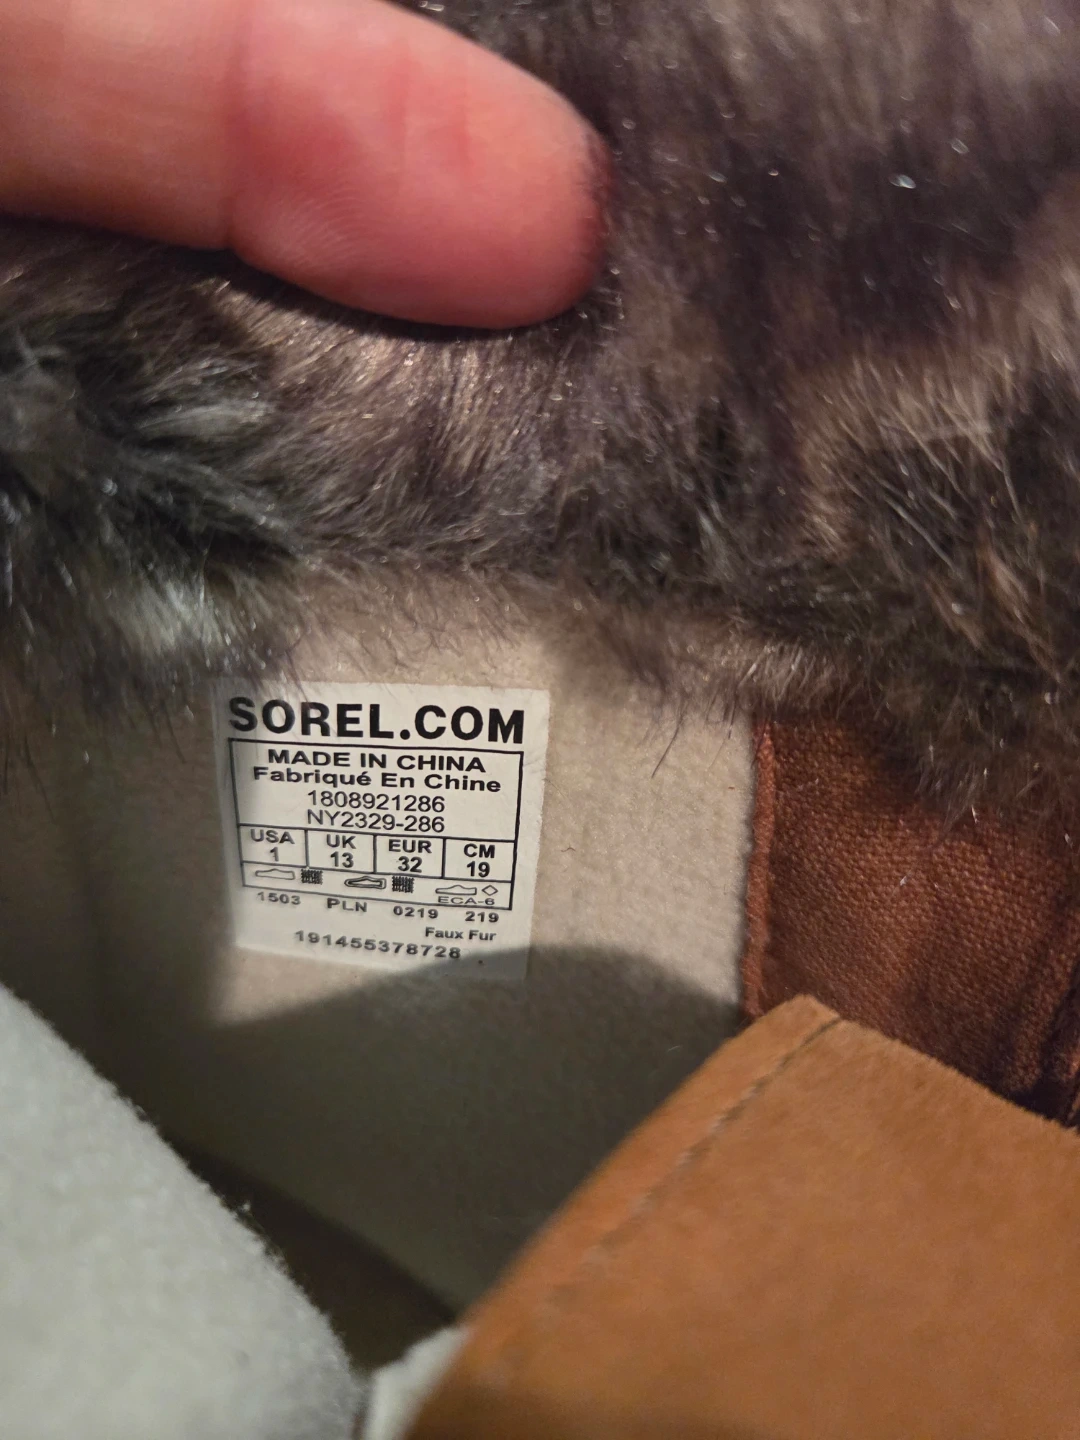 SOREL.COM
MADE IN CHINA
Fabriqué En Chine
1808921286
NY2329-286
USA UK EUR CM
1 13 32 19
ECA-6
1503 PLN 0219 219
Faux Fur
191455378728